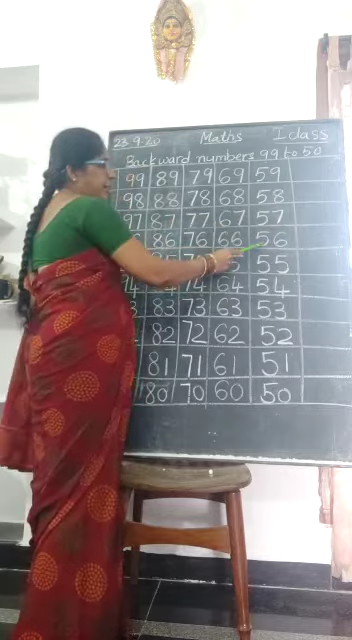 23.9.20 Maths I class
Backward numbers 99 to 50
99 89 79 69 59
98 88 78 68 58
97 87 77 67 57
86 76 66 56
55
74 64 54
83 73 63 53
82 72 62 52
81 71 61 51
80 70 60 50